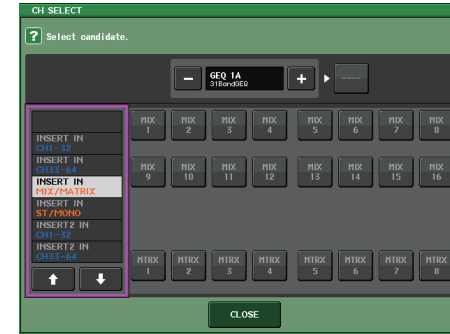 CH SELECT
? Select candidate.
− GEQ 1A +
31BandGEQ
INSERT IN
CH1-32
INSERT IN
CH33-64
INSERT IN
MIX/MATRIX
INSERT IN
ST/MONO
INSERT2 IN
CH1-32
INSERT2 IN
CH33-64
MIX 1 MIX 2 MIX 3 MIX 4 MIX 5 MIX 6 MIX 7 MIX 8
MIX 9 MIX 10 MIX 11 MIX 12 MIX 13 MIX 14 MIX 15 MIX 16
MTRX 1 MTRX 2 MTRX 3 MTRX 4 MTRX 5 MTRX 6 MTRX 7 MTRX 8
CLOSE